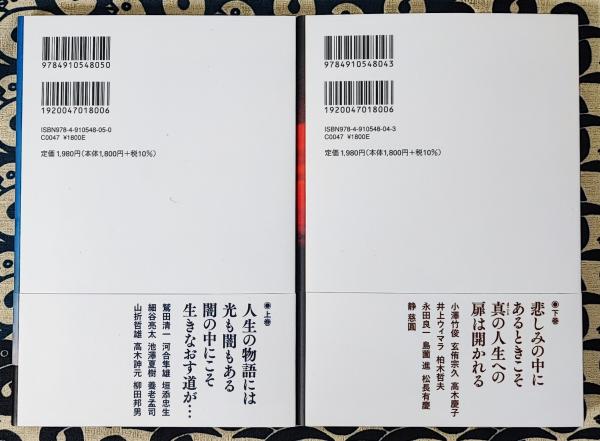 9784910548050
1920047018006
ISBN978-4-910548-05-0
C0047 ¥1800E
定価1,980円(本体1,800円+税10%)
◉上巻
人生の物語には
光も闇もある
闇の中にこそ
生きなおす道が…
鷲田清一 河合隼雄 垣添忠生
細谷亮太 池澤夏樹 養老孟司
山折哲雄 高木訷元 柳田邦男
9784910548043
1920047018006
ISBN978-4-910548-04-3
C0047 ¥1800E
定価1,980円(本体1,800円+税10%)
◉下巻
悲しみの中に
あるときこそ
真の人生への
扉は開かれる
小澤竹俊 玄侑宗久 高木慶子
井上ウィマラ 柏木哲夫
永田良一 島薗 進 松長有慶
静 慈圓